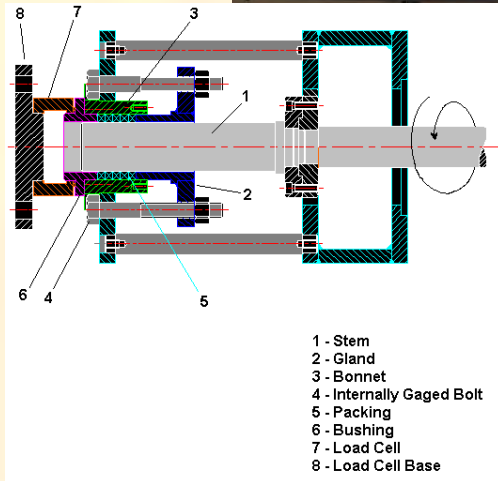 8
7
3
1
2
6
4
5
1 - Stem
2 - Gland
3 - Bonnet
4 - Internally Gaged Bolt
5 - Packing
6 - Bushing
7 - Load Cell
8 - Load Cell Base